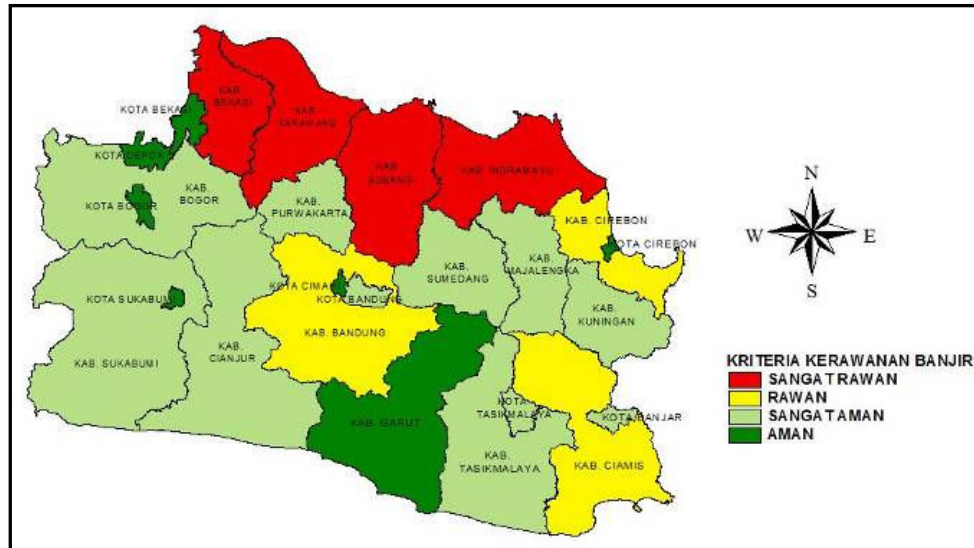 KAB.
BEKASI
KOTA BEKASI
KAB.
KARAWANG
KOTA DEPOK
KAB.
SUBANG
KAB. INDRAMAYU
KAB.
BOGOR
KOTA BOGOR
KAB.
PURWAKARTA
KAB. CIREBON
KOTA CIREBON
KAB.
SUMEDANG
KAB.
MAJALENGKA
KOTA SUKABUMI
KOTA CIMA
KOTA BANDUNG
KAB.
KUNINGAN
KAB. BANDUNG
KAB. SUKABUMI
KAB.
CIANJUR
KAB. GARUT
KOTA
TASIKMALAYA
KOTA BANJAR
KAB.
TASIKMALAYA
KAB. CIAMIS
N
W
E
S
KRITERIA KERAWANAN BANJIR
SANGAT RAWAN
RAWAN
SANGAT AMAN
AMAN